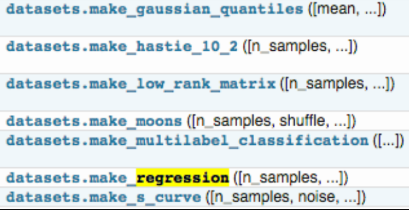 datasets.make_gaussian_quantiles ([mean, ...])
datasets.make_hastie_10_2 ([n_samples, ...])
datasets.make_low_rank_matrix ([n_samples, ...])
datasets.make_moons ([n_samples, shuffle, ...])
datasets.make_multilabel_classification ([...])
datasets.make_regression ([n_samples, ...])
datasets.make_s_curve ([n_samples, noise, ...])